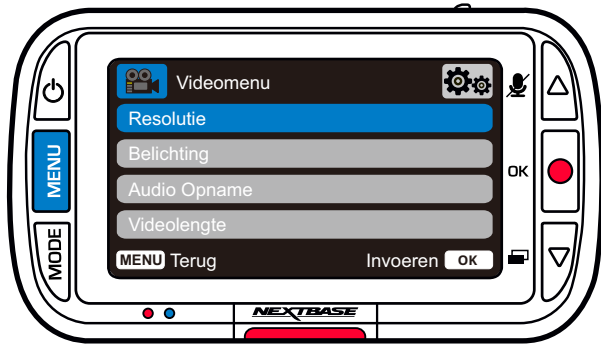 Videomenu
Resolutie
Belichting
Audio Opname
Videolengte
MENU Terug Invoeren OK
MENU
MODE
OK
NEXTBASE